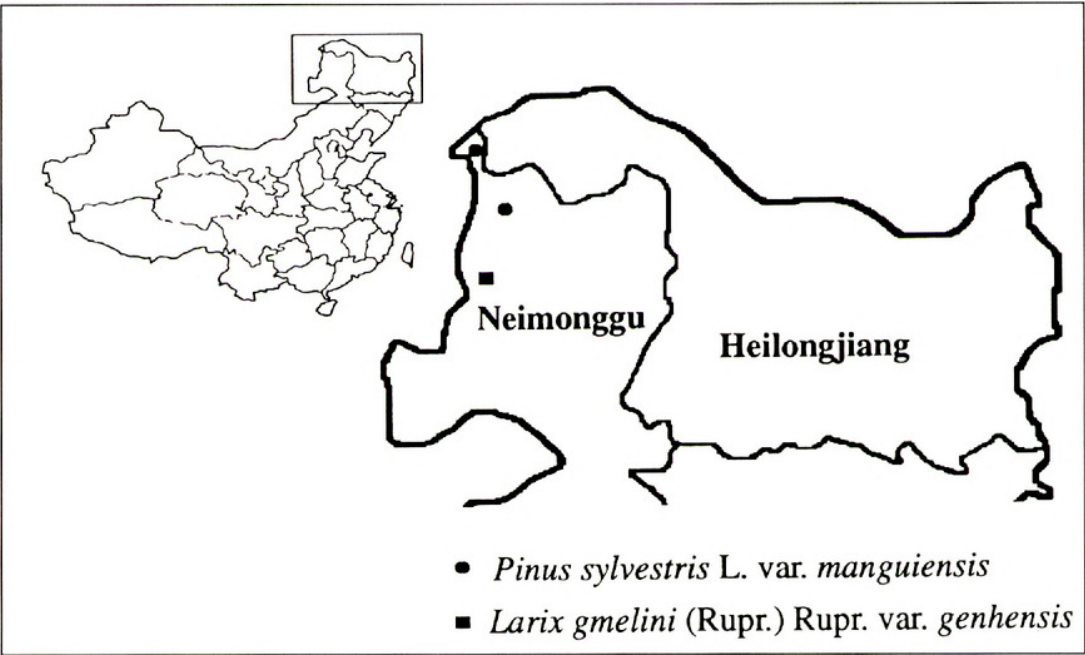 Neimonggu
Heilongjiang
Pinus sylvestris L. var. manguiensis
Larix gmelini (Rupr.) Rupr. var. genhensis